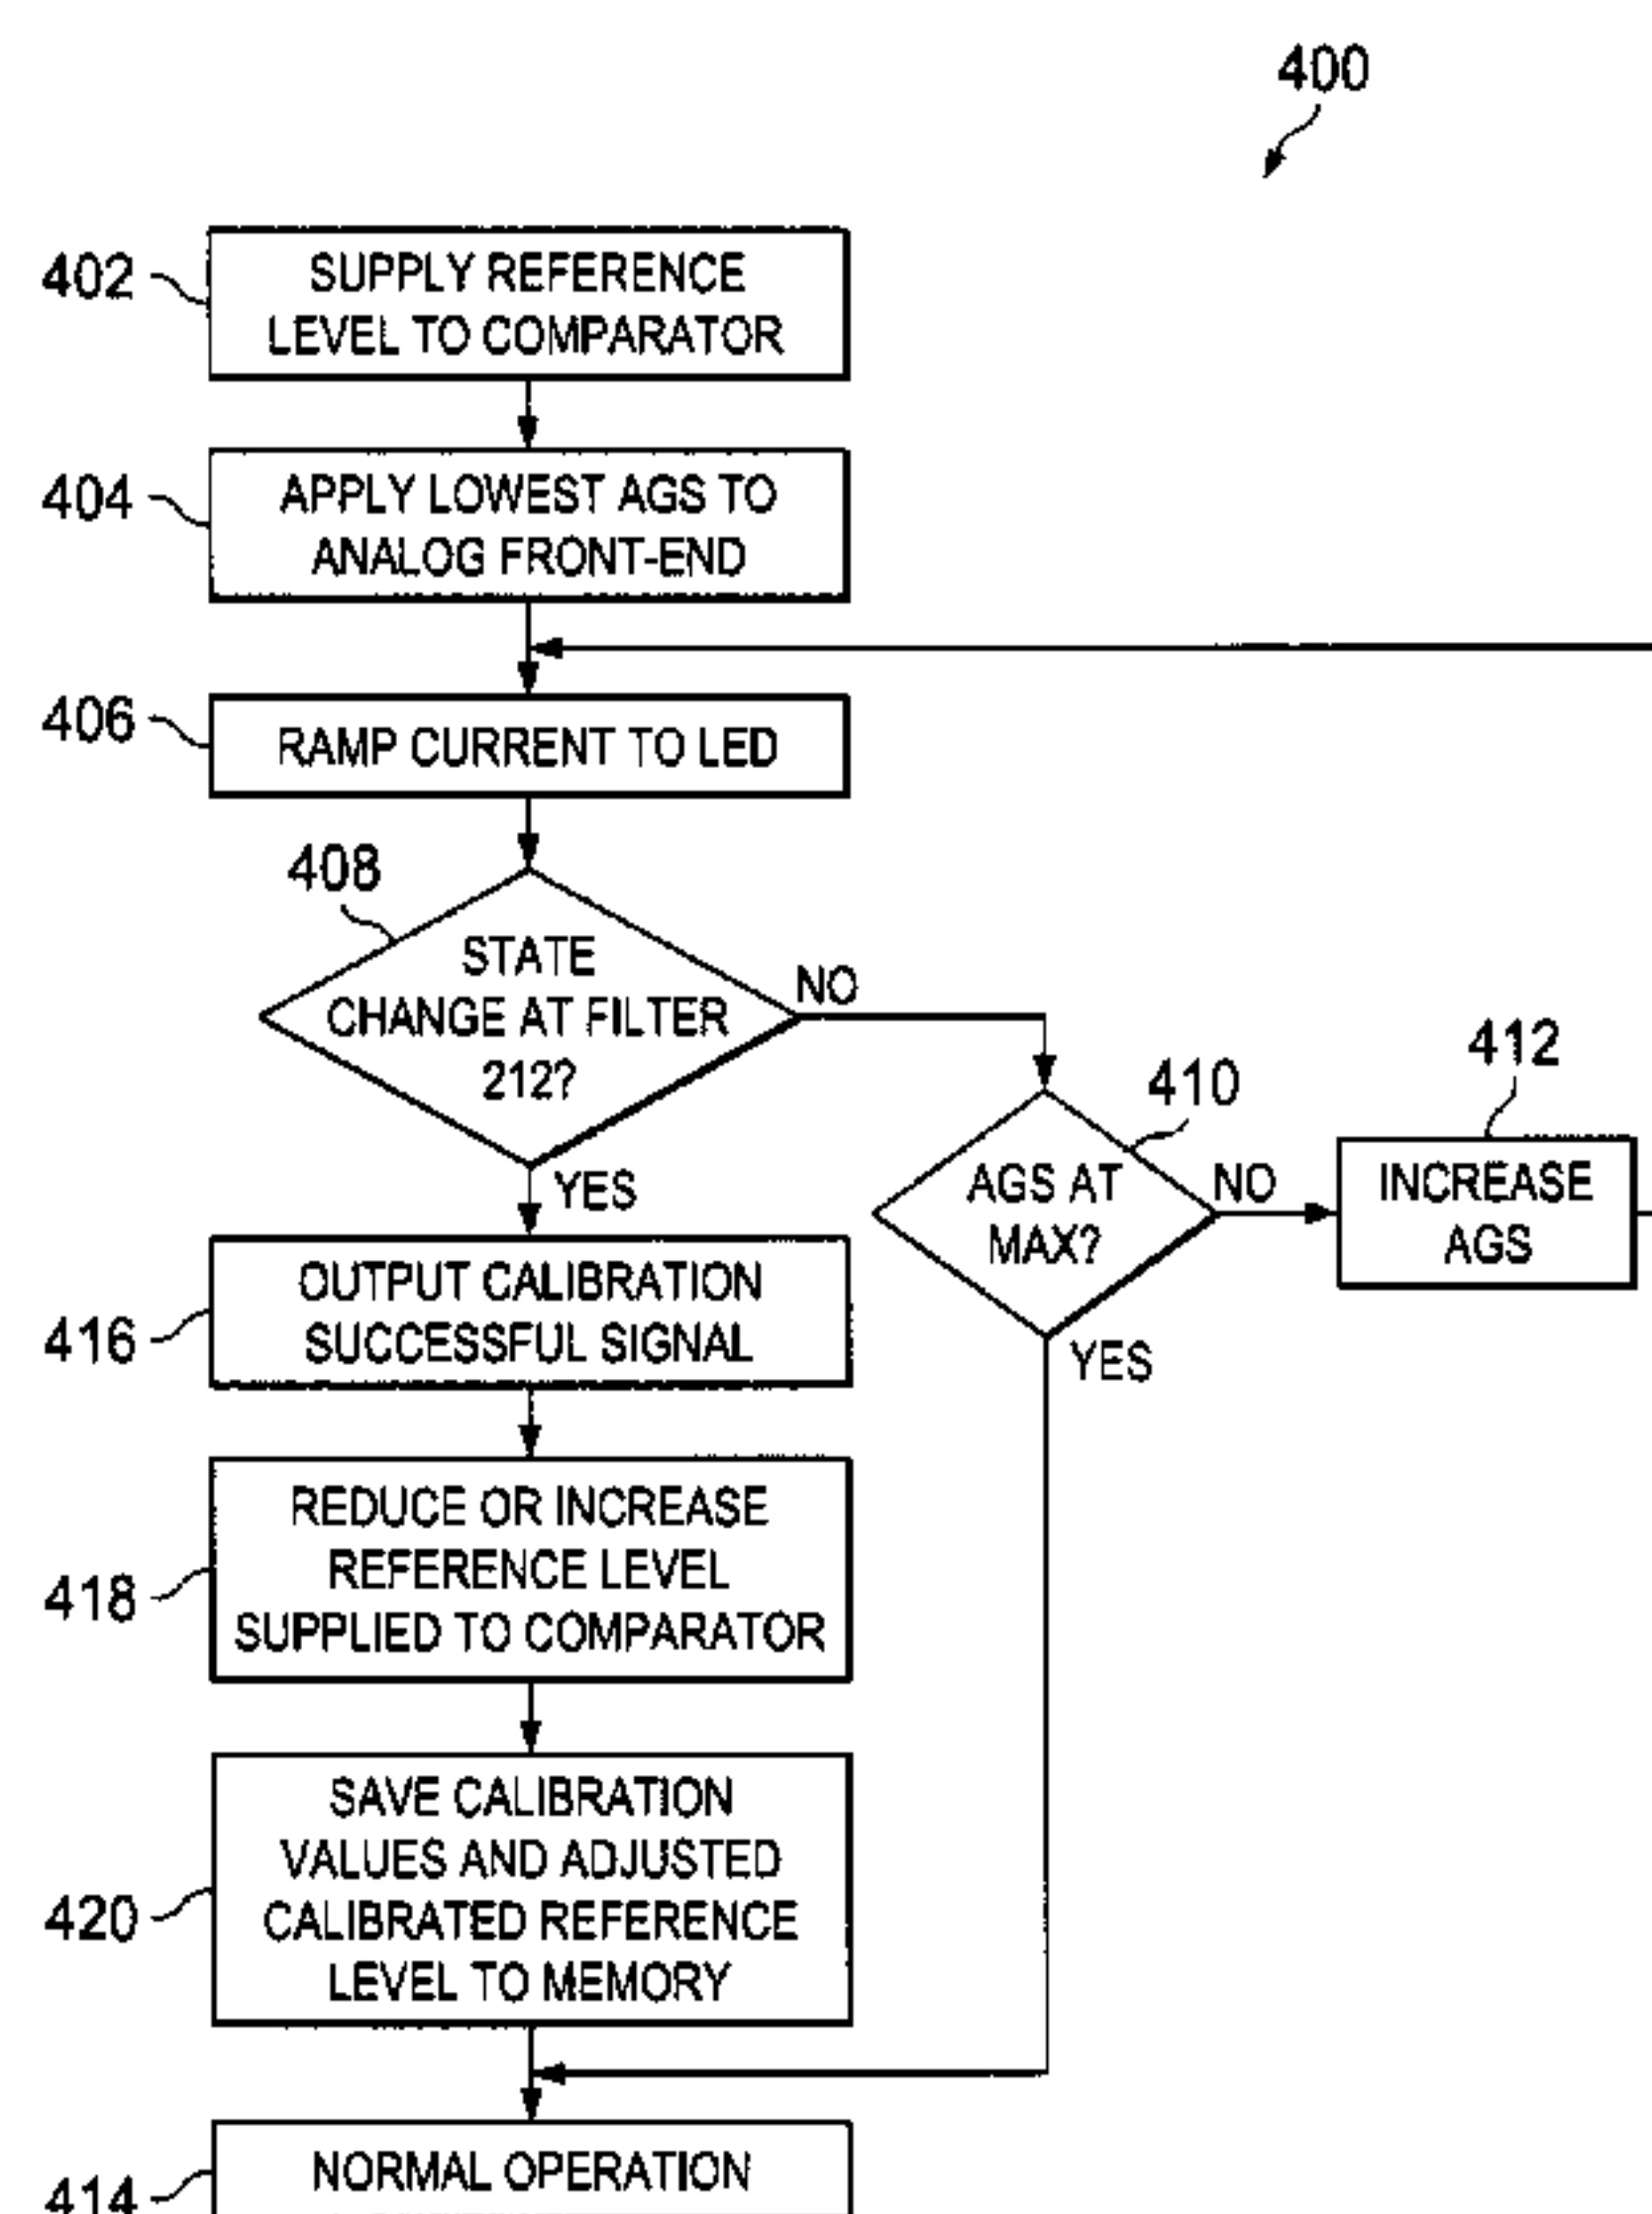 400
402
SUPPLY REFERENCE
LEVEL TO COMPARATOR
404
APPLY LOWEST AGS TO
ANALOG FRONT-END
406
RAMP CURRENT TO LED
408
STATE
CHANGE AT FILTER
212?
NO
YES
410
AGS AT
MAX?
NO
YES
412
INCREASE
AGS
416
OUTPUT CALIBRATION
SUCCESSFUL SIGNAL
418
REDUCE OR INCREASE
REFERENCE LEVEL
SUPPLIED TO COMPARATOR
420
SAVE CALIBRATION
VALUES AND ADJUSTED
CALIBRATED REFERENCE
LEVEL TO MEMORY
414
NORMAL OPERATION